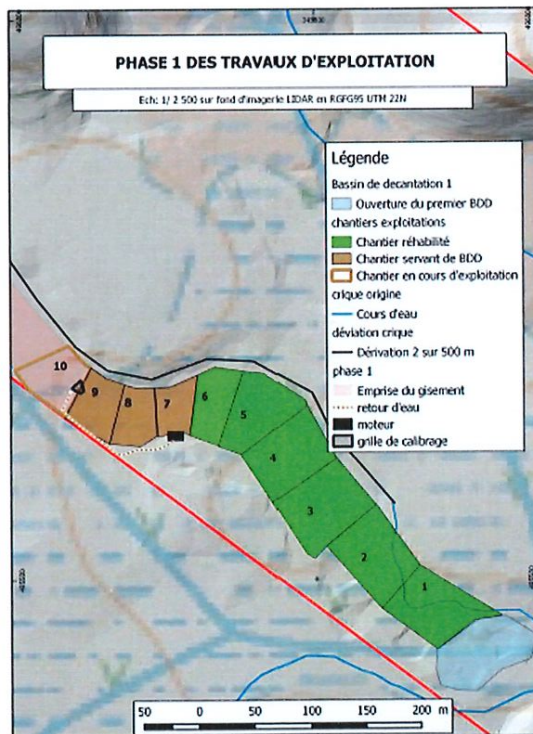 PHASE 1 DES TRAVAUX D'EXPLOITATION
Ech: 1/ 2 500 sur fond d'imagerie LIDAR en RGFG95 UTM 22N
Légende
Bassin de decantation 1
Ouverture du premier BDD
chantiers exploitations
Chantier réhabilité
Chantier servant de BDD
Chantier en cours d'exploitation
crique origine
Cours d'eau
déviation crique
Dérivation 2 sur 500 m
phase 1
Emprise du gisement
retour d'eau
moteur
grille de calibrage
10
9
8
7
6
5
4
3
2
1
50 0 50 100 150 200 m